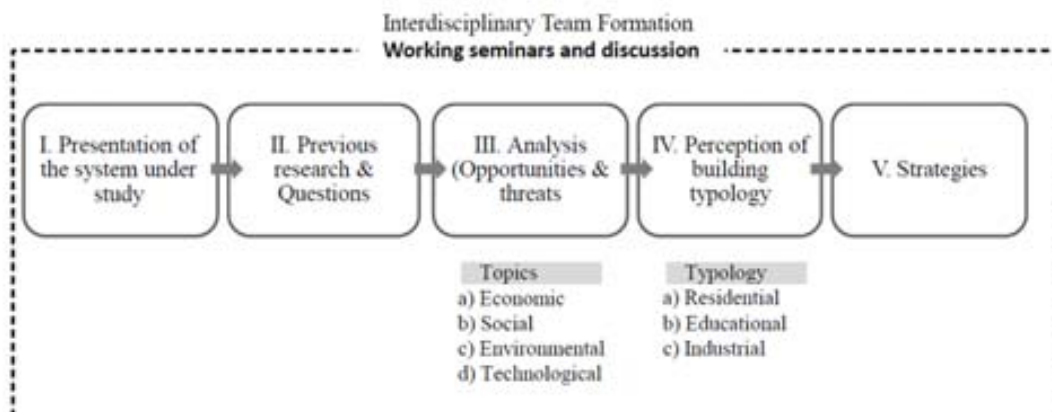 Interdisciplinary Team Formation
Working seminars and discussion
I. Presentation of
the system under
study
II. Previous
research &
Questions
III. Analysis
(Opportunities &
threats
IV. Perception of
building
typology
V. Strategies
Topics
a) Economic
b) Social
c) Environmental
d) Technological
Typology
a) Residential
b) Educational
c) Industrial